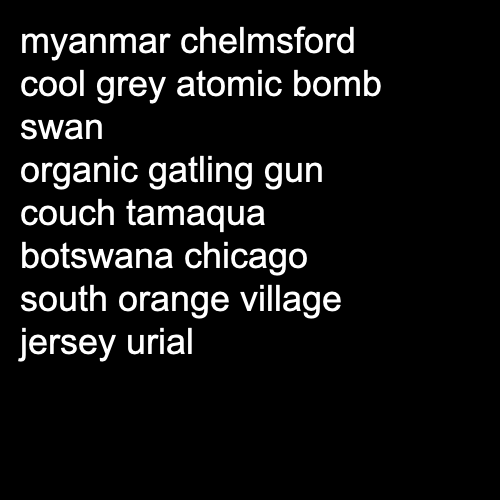 myanmar chelmsford
cool grey atomic bomb
swan
organic gatling gun
couch tamaqua
botswana chicago
south orange village
jersey urial